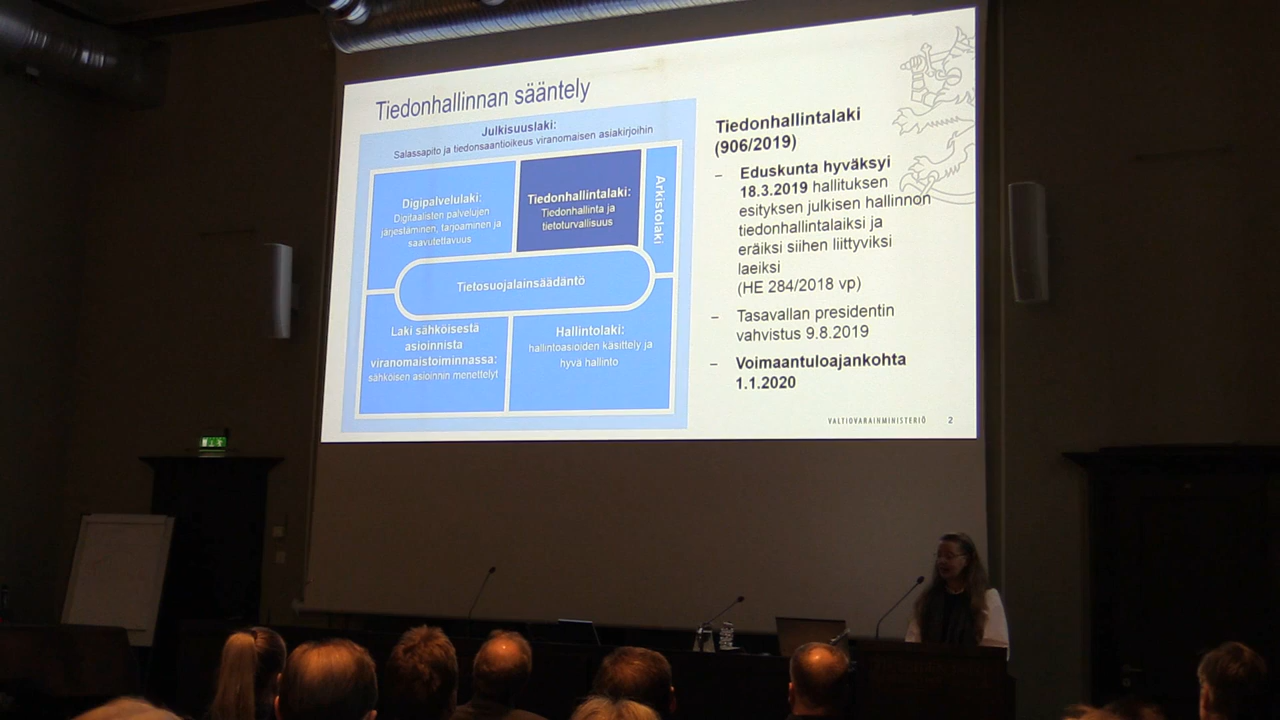 Tiedonhallinnan sääntely
Julkisuuslaki:
Salassapito ja tiedonsaantioikeus viranomaisen asiakirjoihin
Digipalvelulaki:
Digitaalisten palvelujen
järjestäminen, tarjoaminen ja
saavutettavuus
Tiedonhallintalaki:
Tiedonhallinta ja
tietoturvallisuus
Arkistolaki
Tietosuojalainsäädäntö
Laki sähköisestä
asioinnista
viranomaistoiminnassa:
sähköisen asioinnin menettelyt
Hallintolaki:
hallintoasioiden käsittely ja
hyvä hallinto
Tiedonhallintalaki
(906/2019)
– Eduskunta hyväksyi
18.3.2019 hallituksen
esityksen julkisen hallinnon
tiedonhallintalaiksi ja
eräiksi siihen liittyviksi
laeiksi
(HE 284/2018 vp)
– Tasavallan presidentin
vahvistus 9.8.2019
– Voimaantuloajankohta
1.1.2020
VALTIOVARAINMINISTERIÖ 2